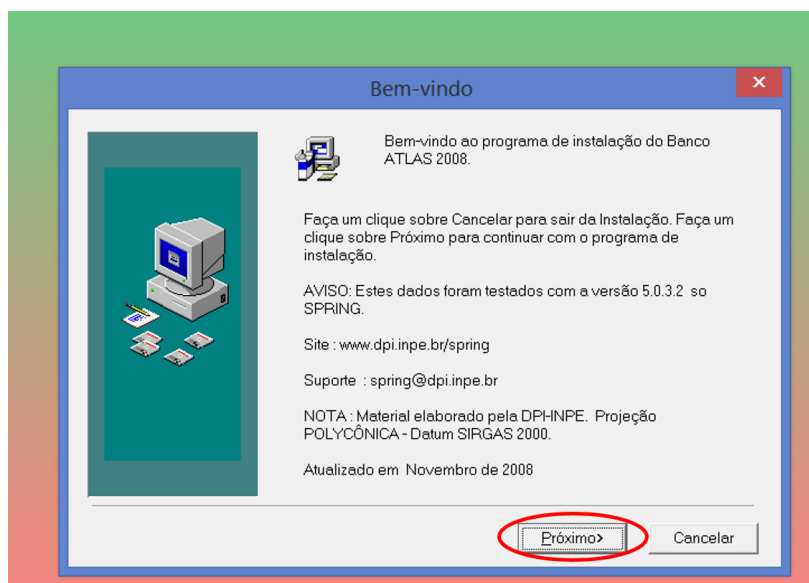 Bem-vindo
Bem-vindo ao programa de instalação do Banco
ATLAS 2008.
Faça um clique sobre Cancelar para sair da Instalação. Faça um
clique sobre Próximo para continuar com o programa de
instalação.
AVISO: Estes dados foram testados com a versão 5.0.3.2 so
SPRING.
Site : www.dpi.inpe.br/spring
Suporte : spring@dpi.inpe.br
NOTA : Material elaborado pela DPI-INPE. Projeção
POLYCÔNICA - Datum SIRGAS 2000.
Atualizado em Novembro de 2008
Próximo>
Cancelar